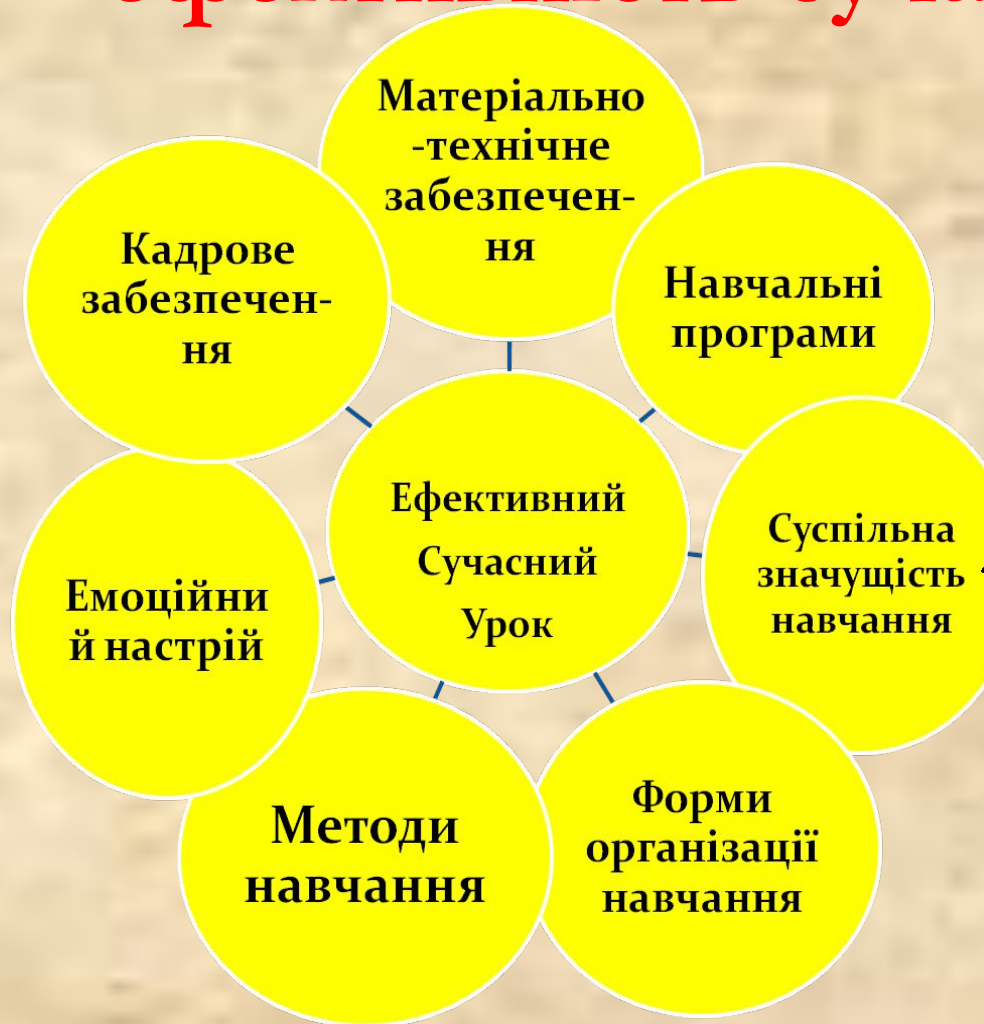 Матеріально
-технічне
забезпечен-
ня
Кадрове
забезпечен-
ня
Навчальні
програми
Ефективний
Сучасний
Урок
Суспільна
значущість
навчання
Емоційни
й настрій
Методи
навчання
Форми
організації
навчання